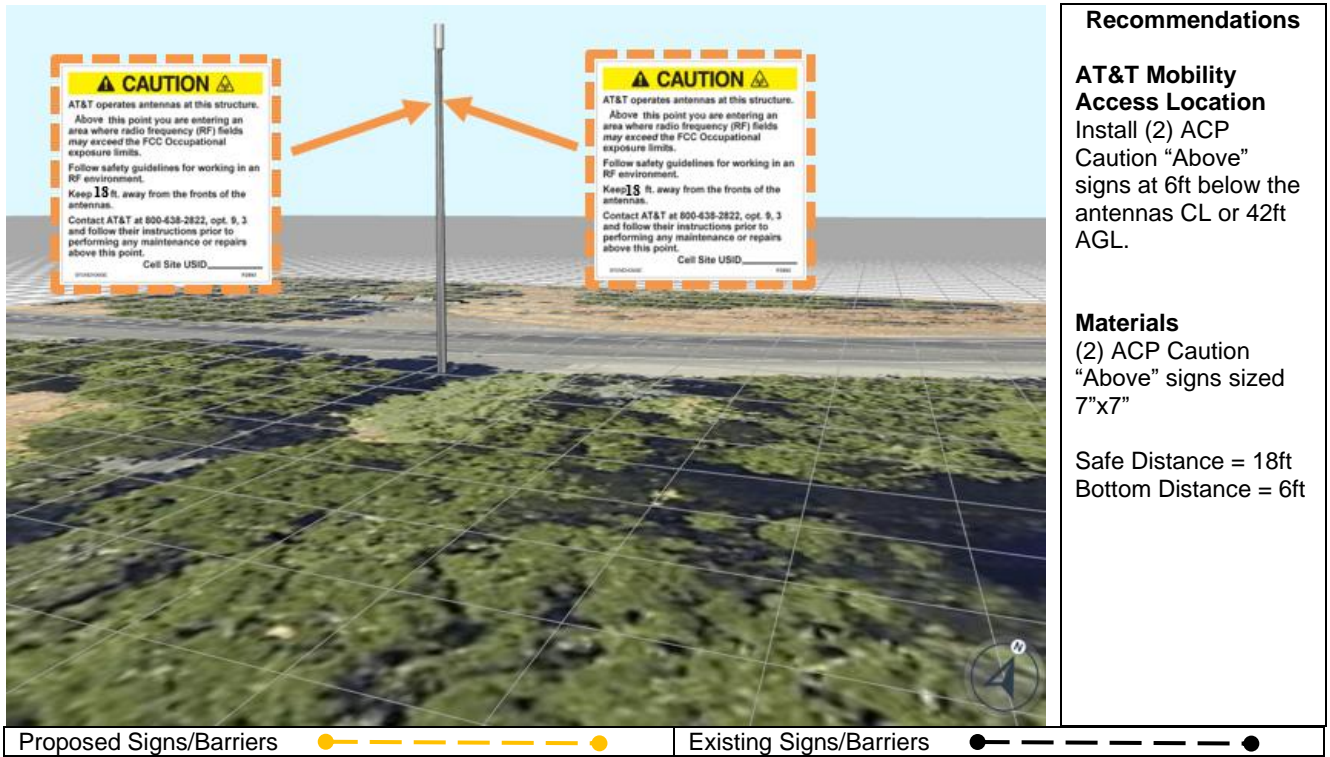 CAUTION
AT&T operates antennas at this structure.
Above this point you are entering an
area where radio frequency (RF) fields
may exceed the FCC Occupational
exposure limits.
Follow safety guidelines for working in an
RF environment.
Keep 18 ft. away from the fronts of the
antennas.
Contact AT&T at 800-638-2822, opt. 9, 3
and follow their instructions prior to
performing any maintenance or repairs
above this point.
Cell Site USID
CAUTION
AT&T operates antennas at this structure.
Above this point you are entering an
area where radio frequency (RF) fields
may exceed the FCC Occupational
exposure limits.
Follow safety guidelines for working in an
RF environment.
Keep 18 ft. away from the fronts of the
antennas.
Contact AT&T at 800-638-2822, opt. 9, 3
and follow their instructions prior to
performing any maintenance or repairs
above this point.
Cell Site USID
N
Recommendations
AT&T Mobility
Access Location
Install (2) ACP
Caution “Above”
signs at 6ft below the
antennas CL or 42ft
AGL.
Materials
(2) ACP Caution
“Above” signs sized
7”x7”
Safe Distance = 18ft
Bottom Distance = 6ft
Proposed Signs/Barriers
Existing Signs/Barriers